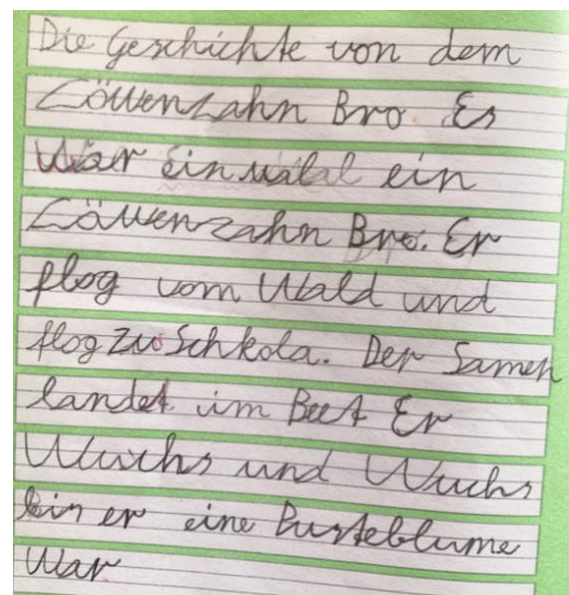 Die Geschichte von dem
Löwenzahn Bro. Es
War einmalal ein
Löwenzahn Bro. Er
flog vom Wald und
flog zu Schkola. Der Samen
landet im Beet Er
Wuchs und Wuchs
bis er eine Pusteblume
War